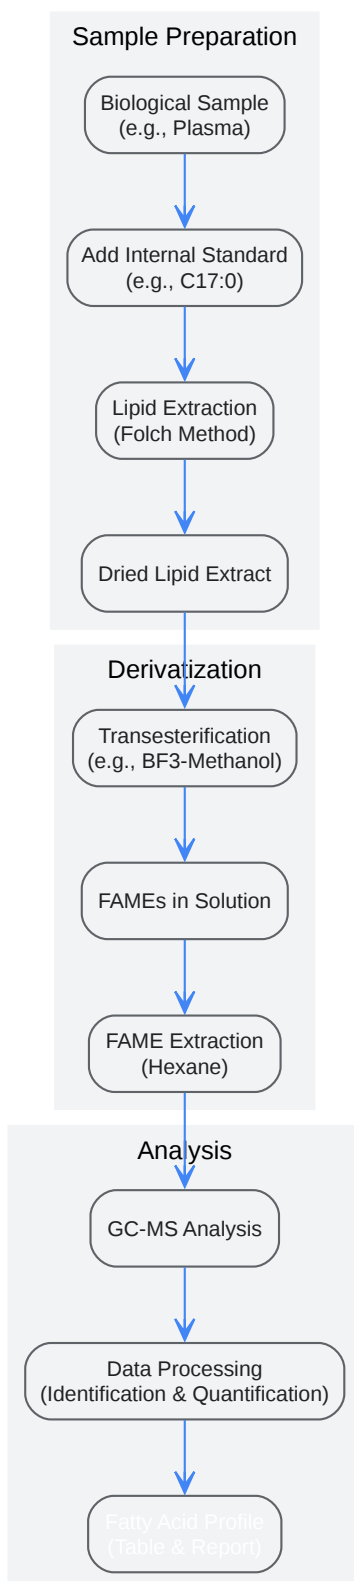 Sample Preparation
Biological Sample
(e.g., Plasma)
Add Internal Standard
(e.g., C17:0)
Lipid Extraction
(Folch Method)
Dried Lipid Extract
Derivatization
Transesterification
(e.g., BF3-Methanol)
FAMEs in Solution
FAME Extraction
(Hexane)
Analysis
GC-MS Analysis
Data Processing
(Identification & Quantification)
Fatty Acid Profile
(Table & Report)